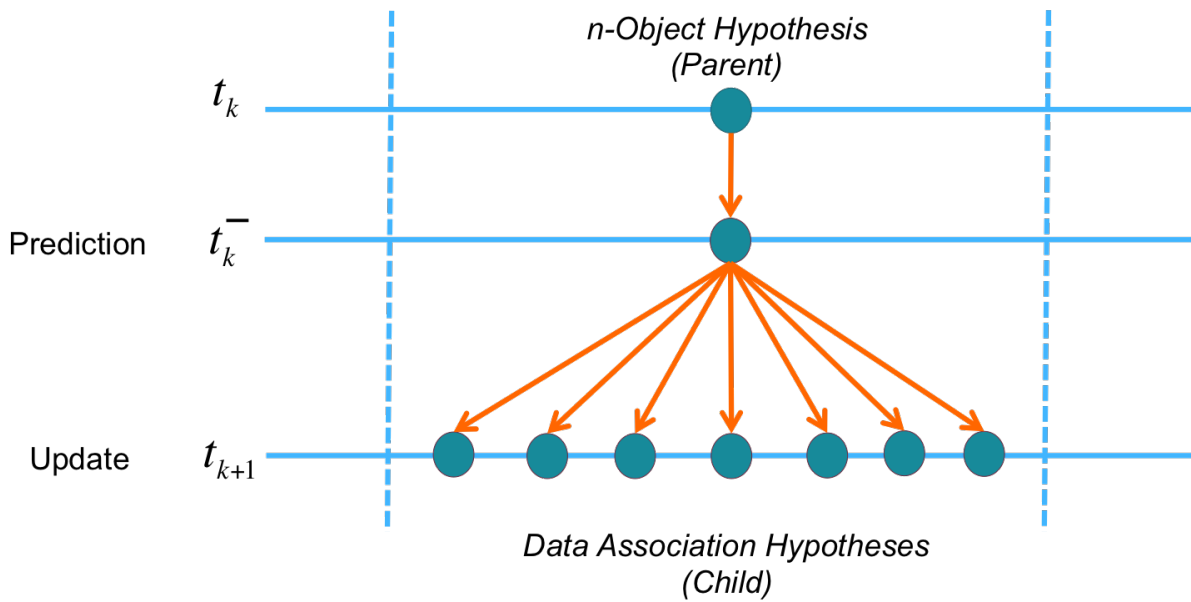 n-Object Hypothesis
(Parent)
t_k
Prediction t_k^−
Update t_{k+1}
Data Association Hypotheses
(Child)